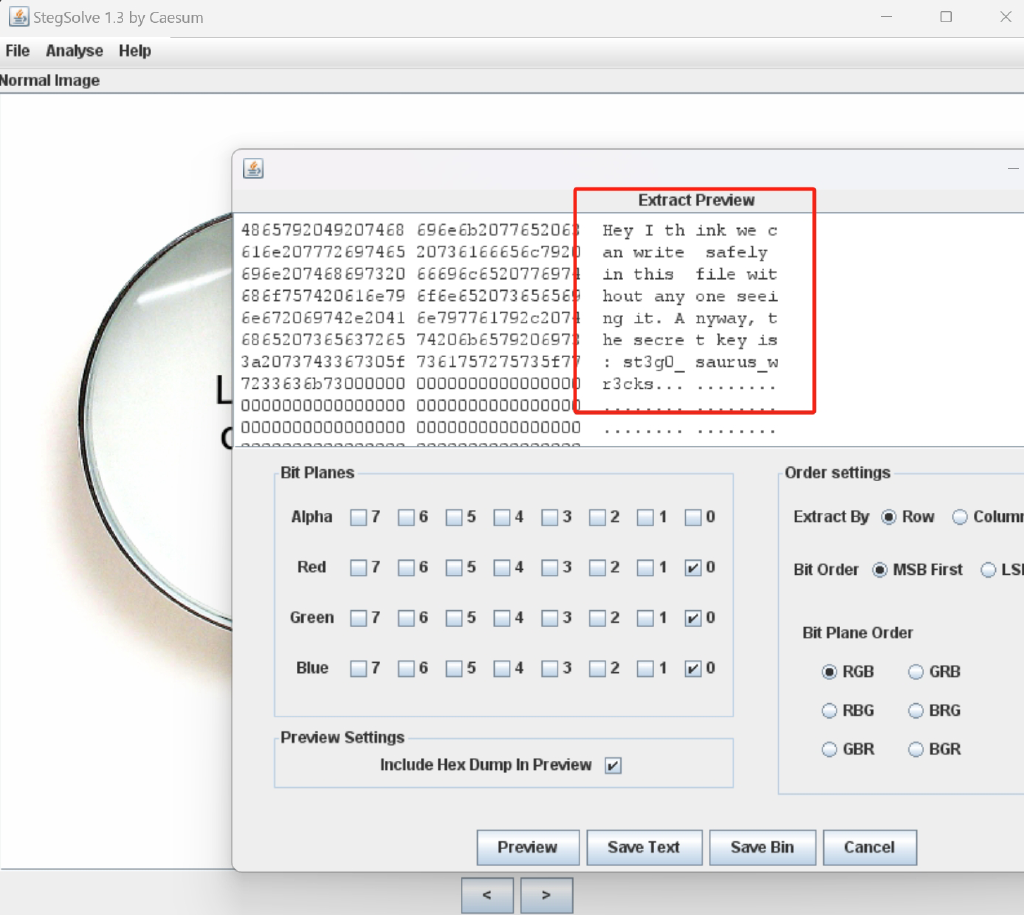 StegSolve 1.3 by Caesum
File Analyse Help
Normal Image
Extract Preview
4865792049207468 696e6b2077652063 Hey I th ink we c
616e207772697465 20736166656c7920 an write  safely
696e207468697320 66696c6520776974 in this  file wit
686f757420616e79 6f6e652073656569 hout any one seei
6e672069742e2041 6e797761792c2074 ng it. A nyway, t
6865207365637265 74206b6579206973 he secre t key is
3a2073743367305f 7361757275735f77 : st3g0_ saurus_w
7233636b73000000 0000000000000000 r3cks... ........
0000000000000000 0000000000000000 ........ ........
0000000000000000 0000000000000000 ........ ........
L
Bit Planes
Order settings
Alpha 7 6 5 4 3 2 1 0
Extract By Row Column
Red 7 6 5 4 3 2 1 0
Bit Order MSB First
Green 7 6 5 4 3 2 1 0
Bit Plane Order
Blue 7 6 5 4 3 2 1 0
RGB GRB
RBG BRG
GBR BGR
Preview Settings
Include Hex Dump In Preview
Preview Save Text Save Bin Cancel
< >